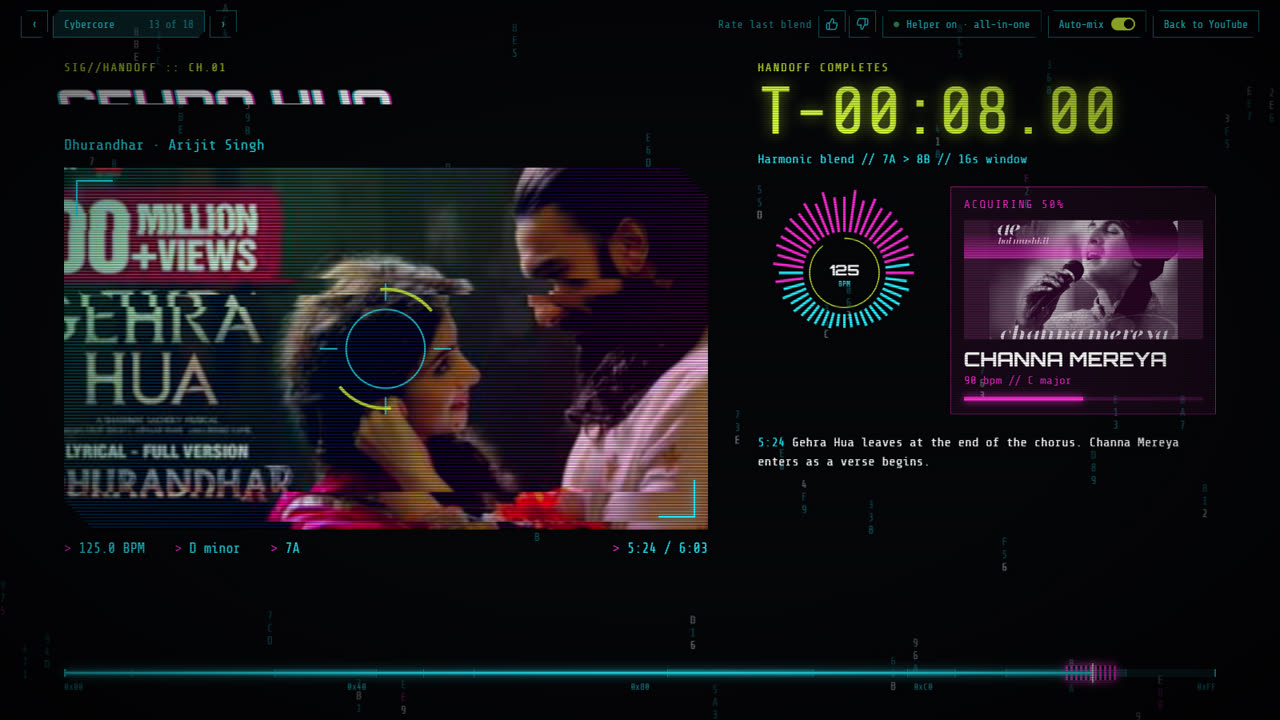 ‹ Cybercore 13 of 18 ›
Rate last blend
Helper on · all-in-one
Auto-mix
Back to YouTube
SIG//HANDOFF :: CH.01
Dhurandhar · Arijit Singh
00 MILLION
+VIEWS
GEHRA
HUA
LYRICAL - FULL VERSION
DHURANDHAR
> 125.0 BPM > D minor > 7A > 5:24 / 6:03
HANDOFF COMPLETES
T-00:08.00
Harmonic blend // 7A > 8B // 16s window
125
BPM
ACQUIRING 50%
ae
channa mereya
CHANNA MEREYA
90 bpm // C major
5:24 Gehra Hua leaves at the end of the chorus. Channa Mereya
enters as a verse begins.
0x00 0x40 0x80 0xC0 0xFF